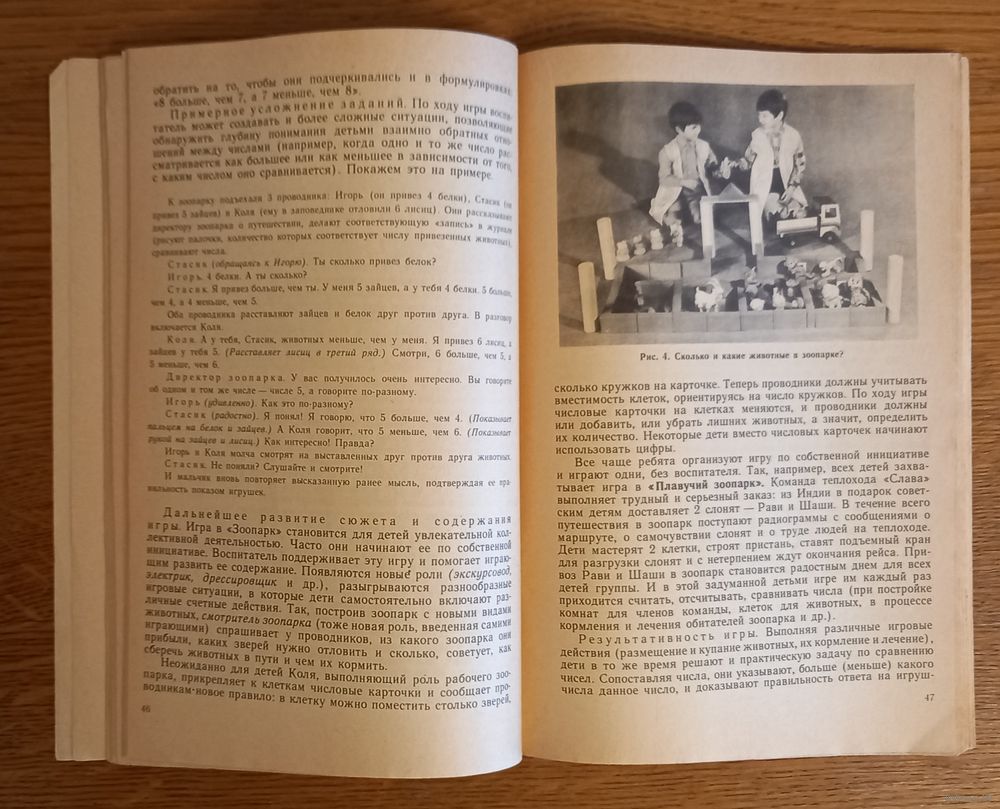 обратить на то, чтобы они подчеркивались и в формулировках:
«8 больше, чем 7, а 7 меньше, чем 8».
Примерное усложнение заданий. По ходу игры воспи-
татель может создавать и более сложные ситуации, позволяющие
обнаружить глубину понимания детьми взаимно обратных отно-
шений между числами (например, когда одно и то же число рас-
сматривается как большее или как меньшее в зависимости от того,
с каким числом оно сравнивается). Покажем это на примере.
К зоопарку подъехали 3 проводника: Игорь (он привез 4 белки), Стасик (он
привез 5 зайцев) и Коля (ему в заповеднике отловили 6 лисиц). Они рассказывают
директору зоопарка о путешествии, делают соответствующую «запись» в журнале
(рисуют палочки, количество которых соответствует числу привезенных животных),
сравнивают числа.
Стасик (обращаясь к Игорю). Ты сколько привез белок?
Игорь. 4 белки. А ты сколько?
Стасик. Я привез больше, чем ты. У меня 5 зайцев, а у тебя 4 белки. 5 больше,
чем 4, а 4 меньше, чем 5.
Оба проводника расставляют зайцев и белок друг против друга. В разговор
включается Коля.
Коля. А у тебя, Стасик, животных меньше, чем у меня. Я привез 6 лисиц, а
зайцев у тебя 5. (Расставляет лисиц в третий ряд.) Смотри, 6 больше, чем 5, а
5 меньше, чем 6.
Директор зоопарка. У вас получилось очень интересно. Вы говорите
об одном и том же числе — числе 5, а говорите по-разному.
Игорь (удивленно). Как это по-разному?
Стасик (радостно). Я понял! Я говорю, что 5 больше, чем 4. (Показывает
пальцем на белок и зайцев.) А Коля говорит, что 5 меньше, чем 6. (Показывает
рукой на зайцев и лисиц.) Как интересно! Правда?
Игорь и Коля молча смотрят на выставленных друг против друга животных.
Стасик. Не поняли? Слушайте и смотрите!
И мальчик вновь повторяет высказанную ранее мысль, подтверждая ее пра-
вильность показом игрушек.
Дальнейшее развитие сюжета и содержания
игры. Игра в «Зоопарк» становится для детей увлекательной кол-
лективной деятельностью. Часто они начинают ее по собственной
инициативе. Воспитатель поддерживает эту игру и помогает играю-
щим развить ее содержание. Появляются новые роли (экскурсовод,
электрик, дрессировщик и др.), разыгрываются разнообразные
игровые ситуации, в которые дети самостоятельно включают раз-
личные счетные действия. Так, построив зоопарк с новыми видами
животных, смотритель зоопарка (тоже новая роль, введенная самими
играющими) спрашивает у проводников, из какого зоопарка они
прибыли, каких зверей нужно отловить и сколько, советует, как
сберечь животных в пути и чем их кормить.
Неожиданно для детей Коля, выполняющий роль рабочего зоо-
парка, прикрепляет к клеткам числовые карточки и сообщает про-
водникам новое правило: в клетку можно поместить столько зверей,
46
Рис. 4. Сколько и какие животные в зоопарке?
сколько кружков на карточке. Теперь проводники должны учитывать
вместимость клеток, ориентируясь на число кружков. По ходу игры
числовые карточки на клетках меняются, и проводники должны
или добавить, или убрать лишних животных, а значит, определить
их количество. Некоторые дети вместо числовых карточек начинают
использовать цифры.
Все чаще ребята организуют игру по собственной инициативе
и играют одни, без воспитателя. Так, например, всех детей захва-
тывает игра в «Плавучий зоопарк». Команда теплохода «Слава»
выполняет трудный и серьезный заказ: из Индии в подарок совет-
ским детям доставляет 2 слонят — Рави и Шаши. В течение всего
путешествия в зоопарк поступают радиограммы с сообщениями о
маршруте, о самочувствии слонят и о труде людей на теплоходе.
Дети мастерят 2 клетки, строят пристань, ставят подъемный кран
для разгрузки слонят и с нетерпением ждут окончания рейса. При-
воз Рави и Шаши в зоопарк становится радостным днем для всех
детей группы. И в этой задуманной детьми игре им каждый раз
приходится считать, отсчитывать, сравнивать числа (при постройке
комнат для членов команды, клеток для животных, в процессе
кормления и лечения обитателей зоопарка и др.).
Результативность игры. Выполняя различные игровые
действия (размещение и купание животных, их кормление и лечение),
дети в то же время решают и практическую задачу по сравнению
чисел. Сопоставляя числа, они указывают, больше (меньше) какого
числа данное число, и доказывают правильность ответа на игруш-
47